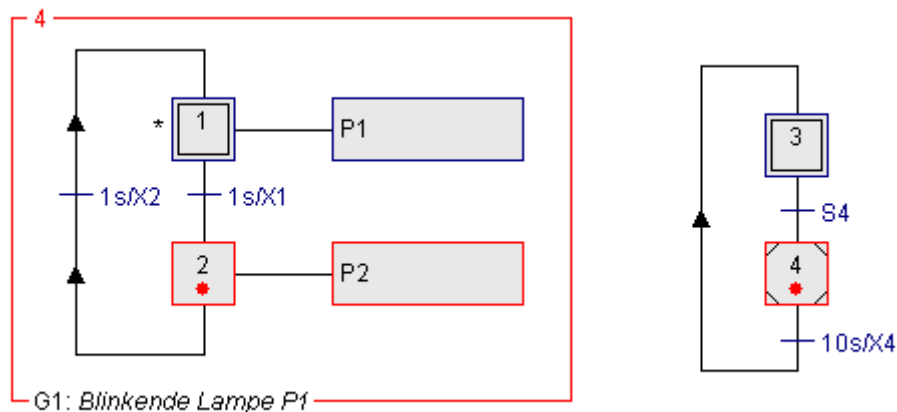 4
* 1
P1
3
1s/X2
1s/X1
S4
2
P2
4
10s/X4
G1: Blinkende Lampe P1